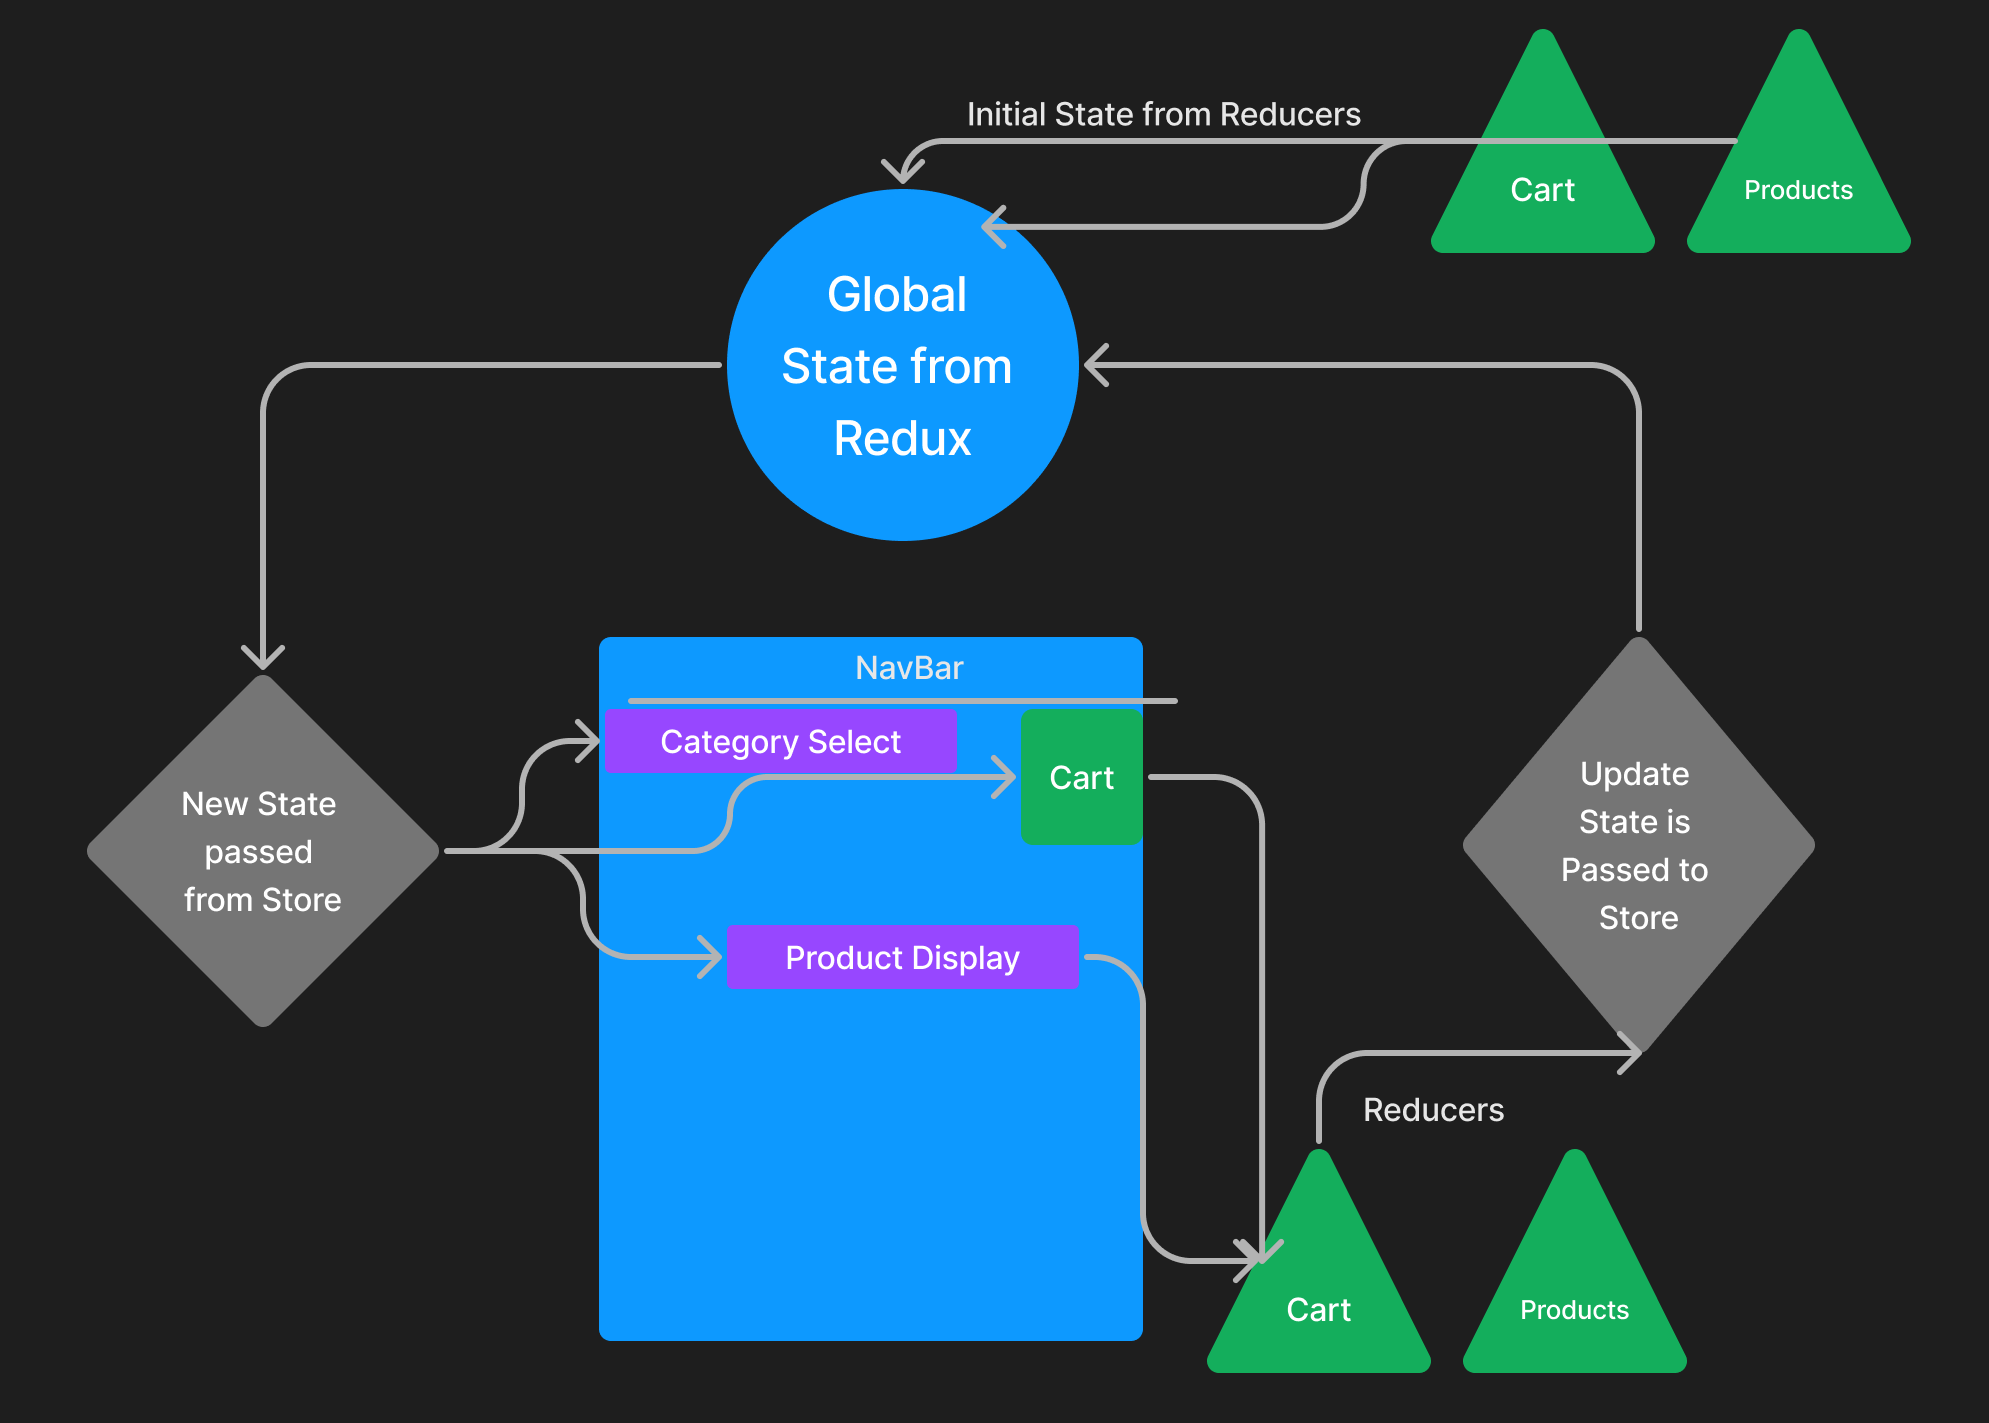 Initial State from Reducers
Cart
Products
Global
State from
Redux
NavBar
Category Select
Cart
New State
passed
from Store
Product Display
Update
State is
Passed to
Store
Reducers
Cart
Products